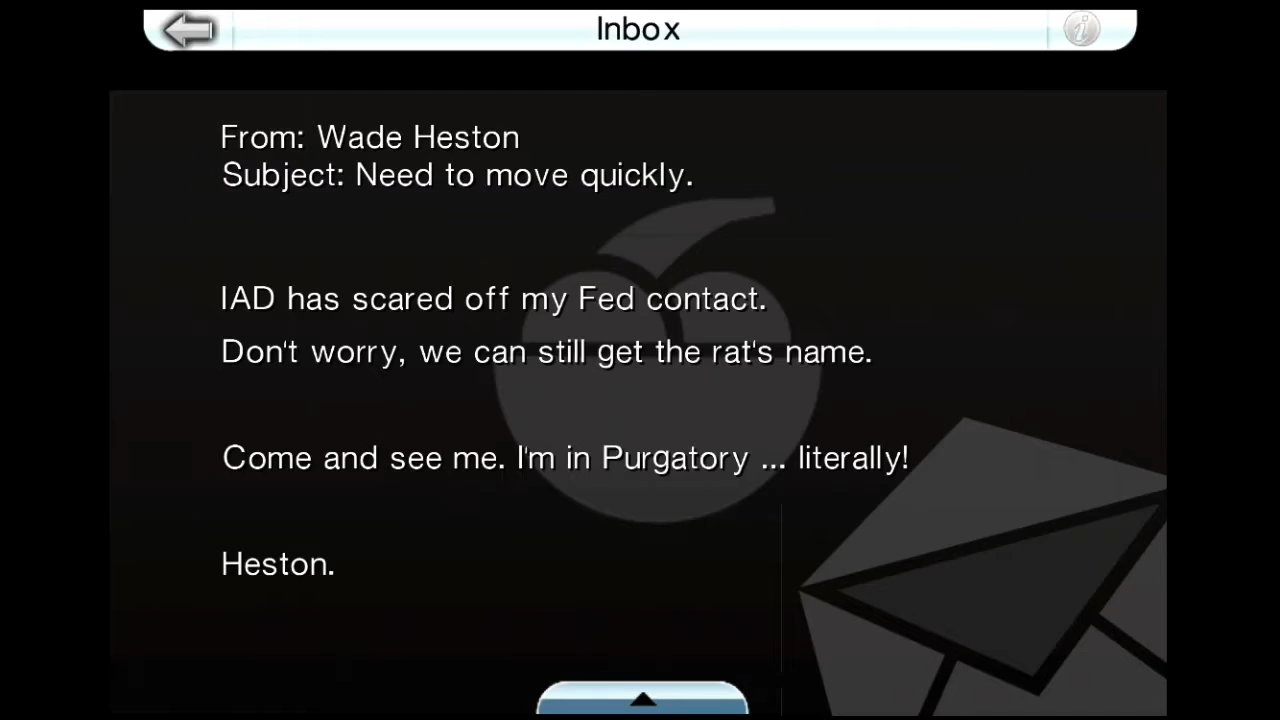 Inbox
From: Wade Heston
Subject: Need to move quickly.
IAD has scared off my Fed contact.
Don't worry, we can still get the rat's name.
Come and see me. I'm in Purgatory ... literally!
Heston.